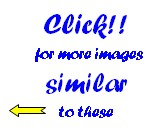 Click!!
for more images
similar
to these